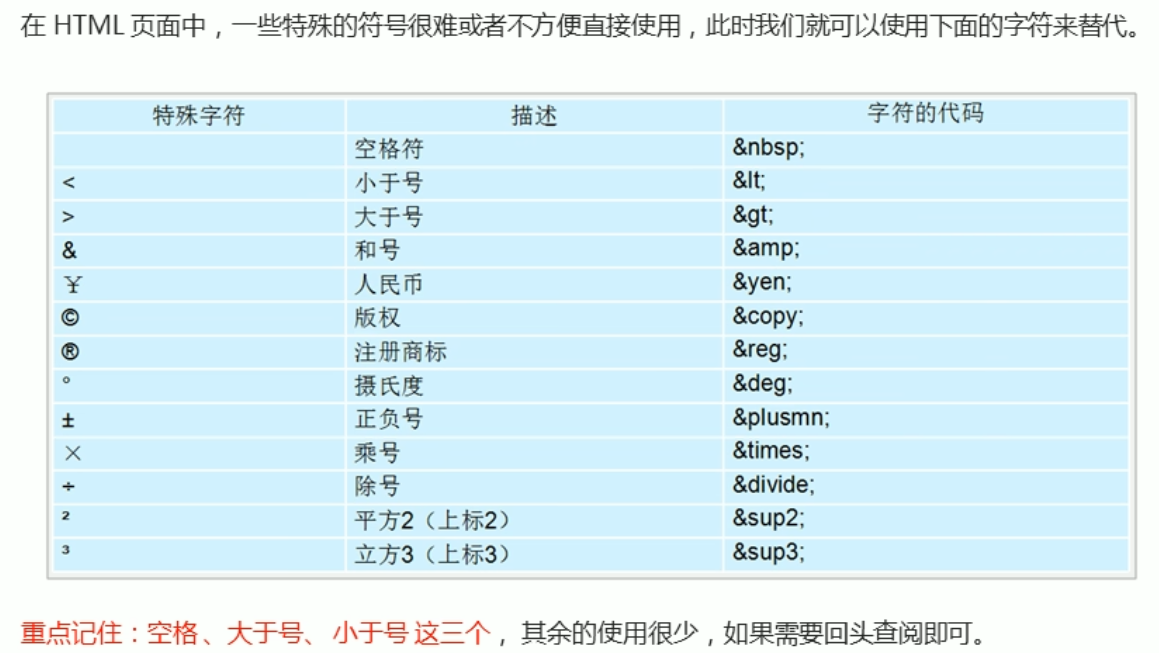 在 HTML 页面中，一些特殊的符号很难或者不方便直接使用，此时我们就可以使用下面的字符来替代。
特殊字符 描述 字符的代码
空格符 &nbsp;
< 小于号 &lt;
> 大于号 &gt;
& 和号 &amp;
￥ 人民币 &yen;
© 版权 &copy;
® 注册商标 &reg;
° 摄氏度 &deg;
± 正负号 &plusmn;
× 乘号 &times;
÷ 除号 &divide;
² 平方2（上标2） &sup2;
³ 立方3（上标3） &sup3;
重点记住：空格 、大于号、 小于号 这三个 ， 其余的使用很少，如果需要回头查阅即可。